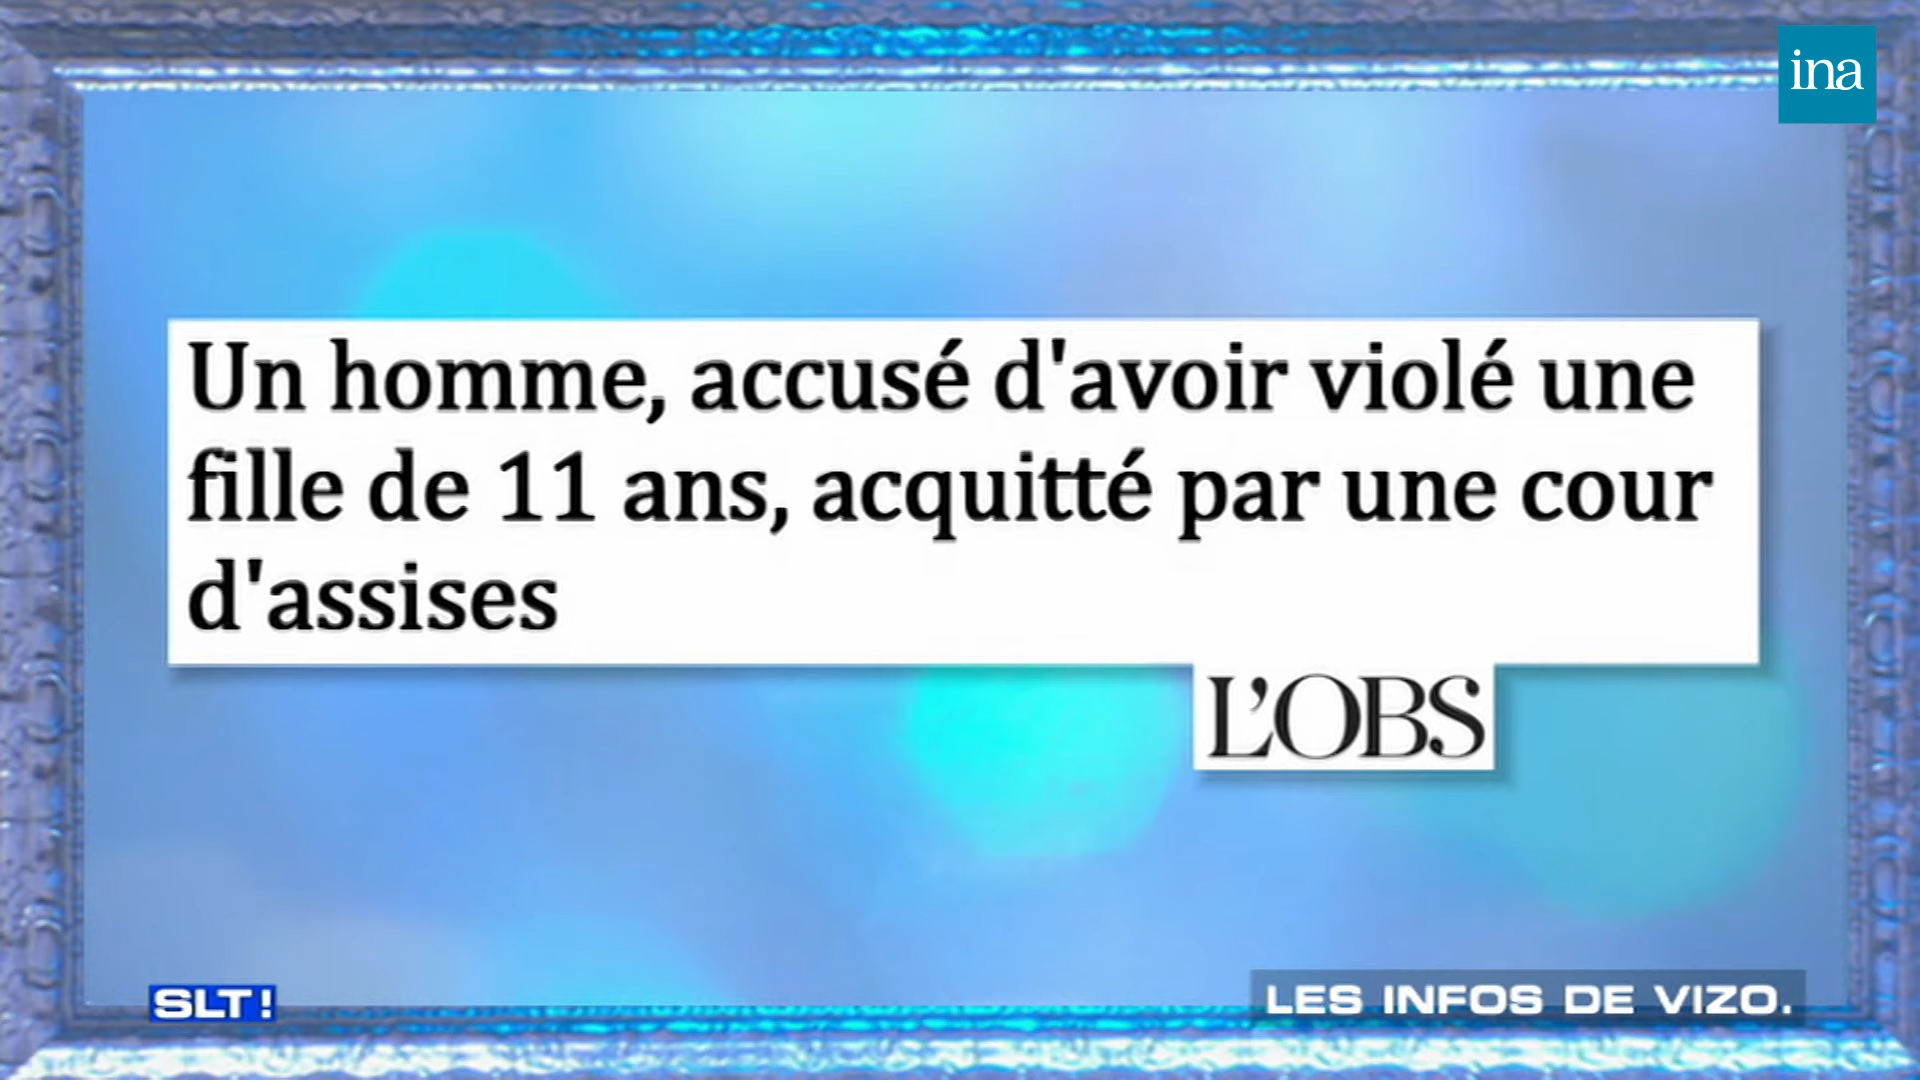 ina
Un homme, accusé d'avoir violé une
fille de 11 ans, acquitté par une cour
d'assises
L'OBS
SLT!
LES INFOS DE VIZO.